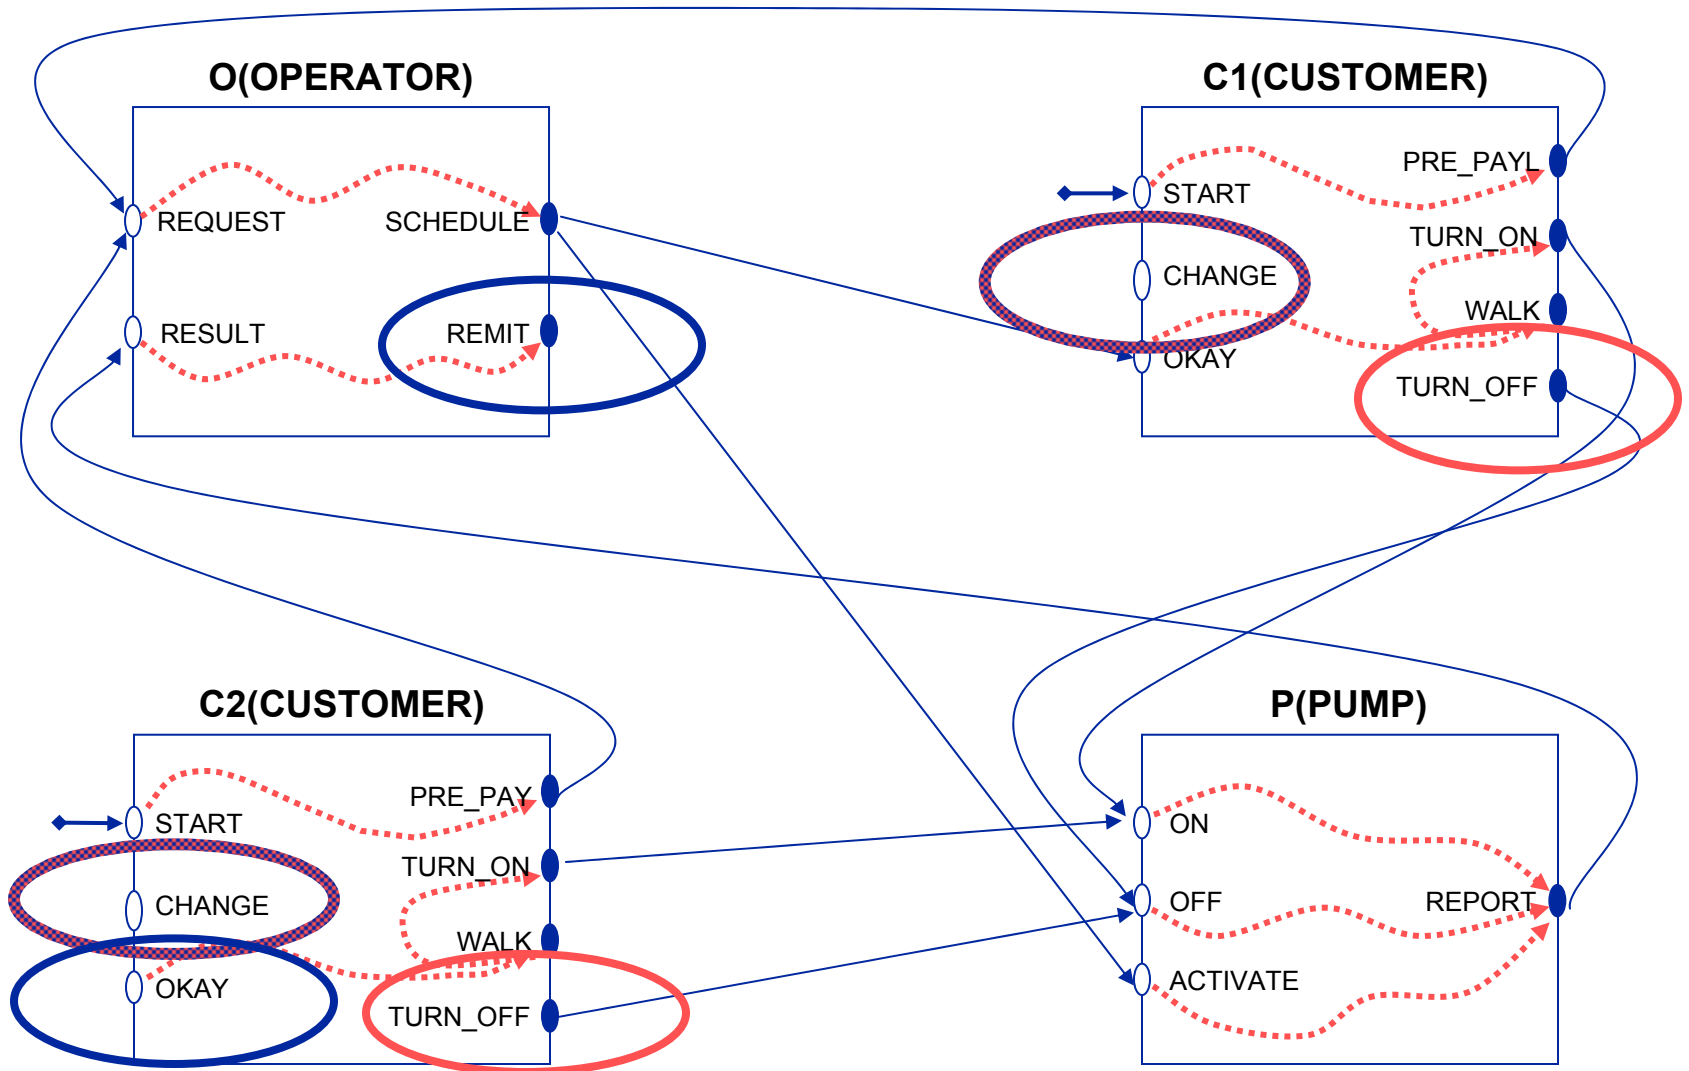 O(OPERATOR)
REQUEST
SCHEDULE
RESULT
REMIT
C1(CUSTOMER)
PRE_PAYL
START
TURN_ON
CHANGE
WALK
OKAY
TURN_OFF
C2(CUSTOMER)
PRE_PAY
START
TURN_ON
CHANGE
WALK
OKAY
TURN_OFF
P(PUMP)
ON
OFF
REPORT
ACTIVATE